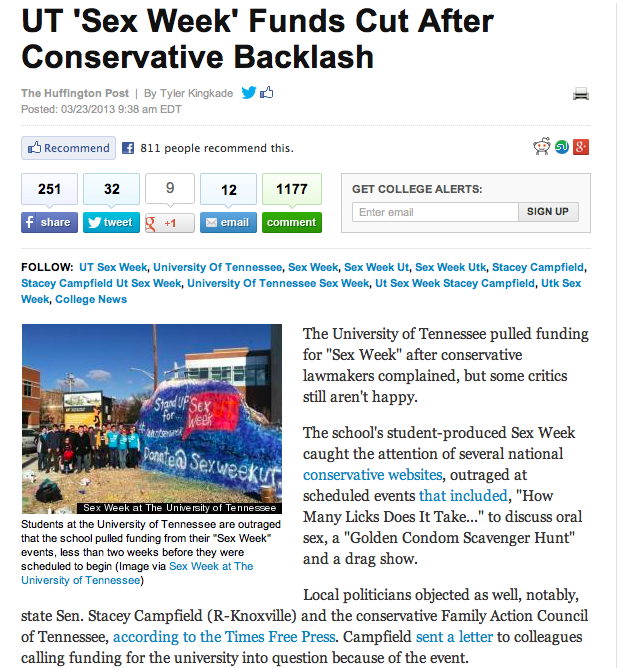 UT 'Sex Week' Funds Cut After
Conservative Backlash
The Huffington Post | By Tyler Kingkade
Posted: 03/23/2013 9:38 am EDT
Recommend
811 people recommend this.
251
32
9
12
1177
share
tweet
+1
email
comment
GET COLLEGE ALERTS:
Enter email
SIGN UP
FOLLOW: UT Sex Week, University Of Tennessee, Sex Week, Sex Week Ut, Sex Week Utk, Stacey Campfield,
Stacey Campfield Ut Sex Week, University Of Tennessee Sex Week, Ut Sex Week Stacey Campfield, Utk Sex
Week, College News
Stand UP
for...
Sex
Week
Donate@SexweekUT
Sex Week at The University of Tennessee
Students at the University of Tennessee are outraged
that the school pulled funding from their "Sex Week"
events, less than two weeks before they were
scheduled to begin (Image via Sex Week at The
University of Tennessee)
The University of Tennessee pulled funding
for "Sex Week" after conservative
lawmakers complained, but some critics
still aren't happy.
The school's student-produced Sex Week
caught the attention of several national
conservative websites, outraged at
scheduled events that included, "How
Many Licks Does It Take..." to discuss oral
sex, a "Golden Condom Scavenger Hunt"
and a drag show.
Local politicians objected as well, notably,
state Sen. Stacey Campfield (R-Knoxville) and the conservative Family Action Council
of Tennessee, according to the Times Free Press. Campfield sent a letter to colleagues
calling funding for the university into question because of the event.